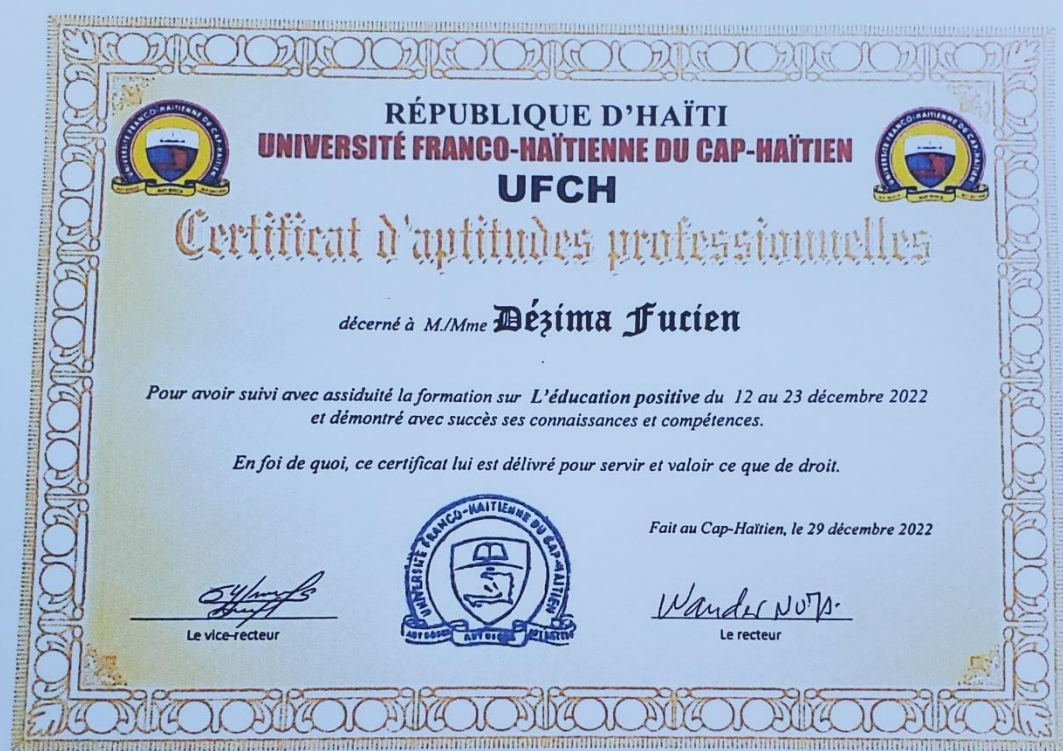 RÉPUBLIQUE D'HAÏTI
UNIVERSITÉ FRANCO-HAÏTIENNE DU CAP-HAÏTIEN
UFCH
Certificat d'aptitudes professionnelles
décerné à M./Mme Dézima Fucien
Pour avoir suivi avec assiduité la formation sur L'éducation positive du 12 au 23 décembre 2022
et démontré avec succès ses connaissances et compétences.
En foi de quoi, ce certificat lui est délivré pour servir et valoir ce que de droit.
UNIVERSITÉ FRANCO-HAITIENNE DU CAP-HAITIEN
Fait au Cap-Haïtien, le 29 décembre 2022
Le vice-recteur
Le recteur